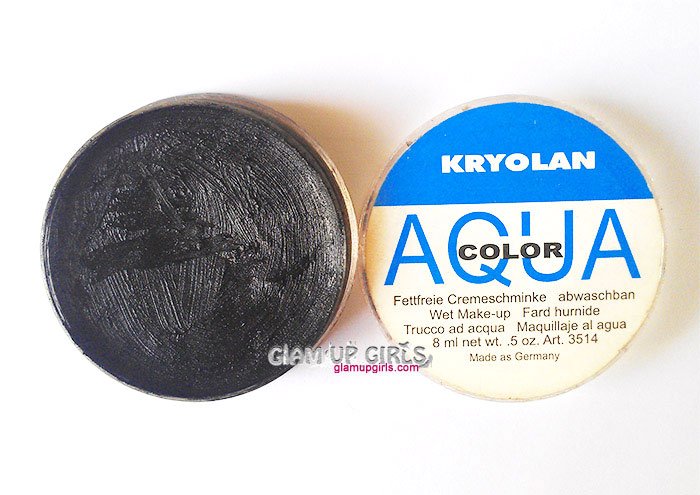 KRYOLAN
AQUA
COLOR
Fettfreie Cremeschminke abwaschban
Wet Make-up Fard hurnide
Trucco ad acqua Maquillaje al agua
8 ml net wt. .5 oz. Art. 3514
Made as Germany
GLAM UP GIRLS
glamupgirls.com